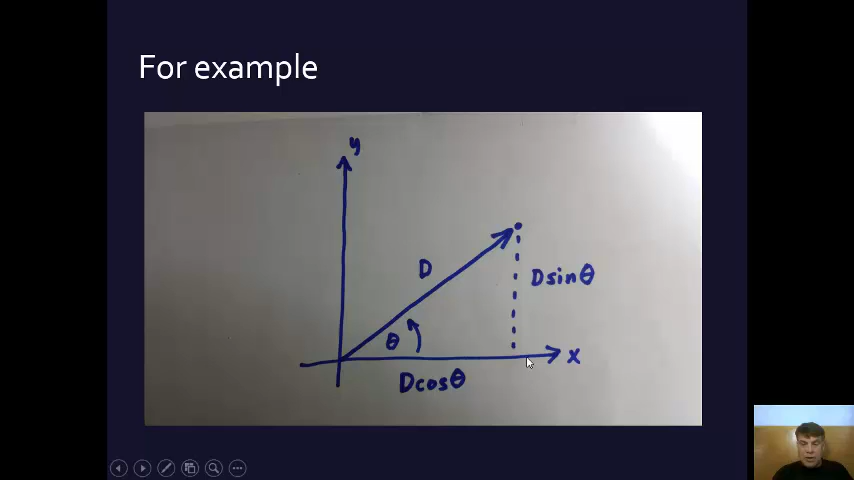 For example
y
D
Dsinθ
θ
x
Dcosθ